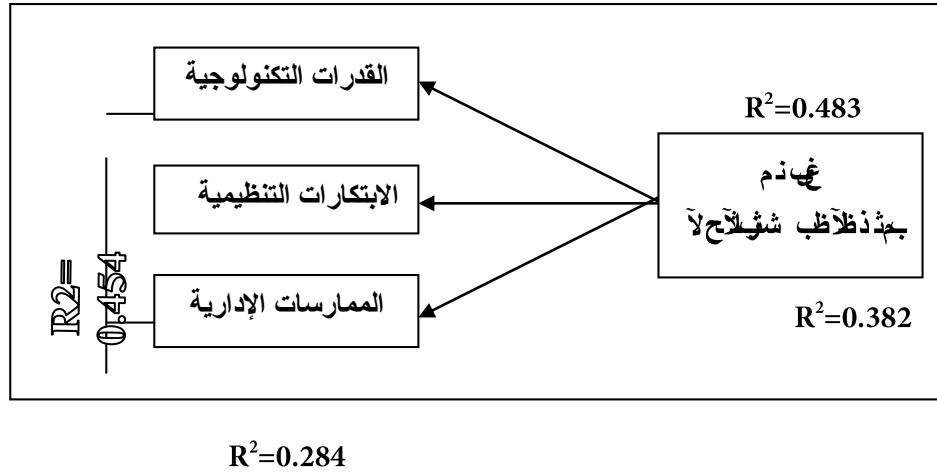 القدرات التكنولوجية
R²=0.483
الابتكارات التنظيمية
R2=
0.454
الممارسات الإدارية
R²=0.382
R²=0.284